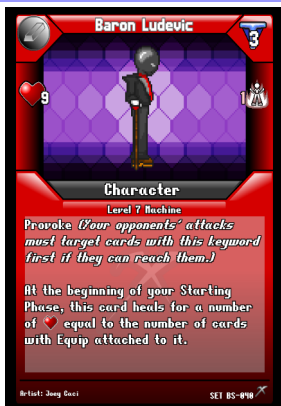 Baron Ludevic
3
9
1
Character
Level 7 Machine
Provoke (Your opponents' attacks
must target cards with this keyword
first if they can reach them.)
At the beginning of your Starting
Phase, this card heals for a number
of equal to the number of cards
with Equip attached to it.
Artist: Joey Gaci
SET BS-040